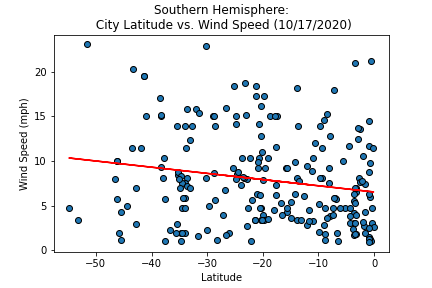 Southern Hemisphere:
City Latitude vs. Wind Speed (10/17/2020)
Wind Speed (mph)
20
15
10
5
0
−50
−40
−30
−20
−10
0
Latitude